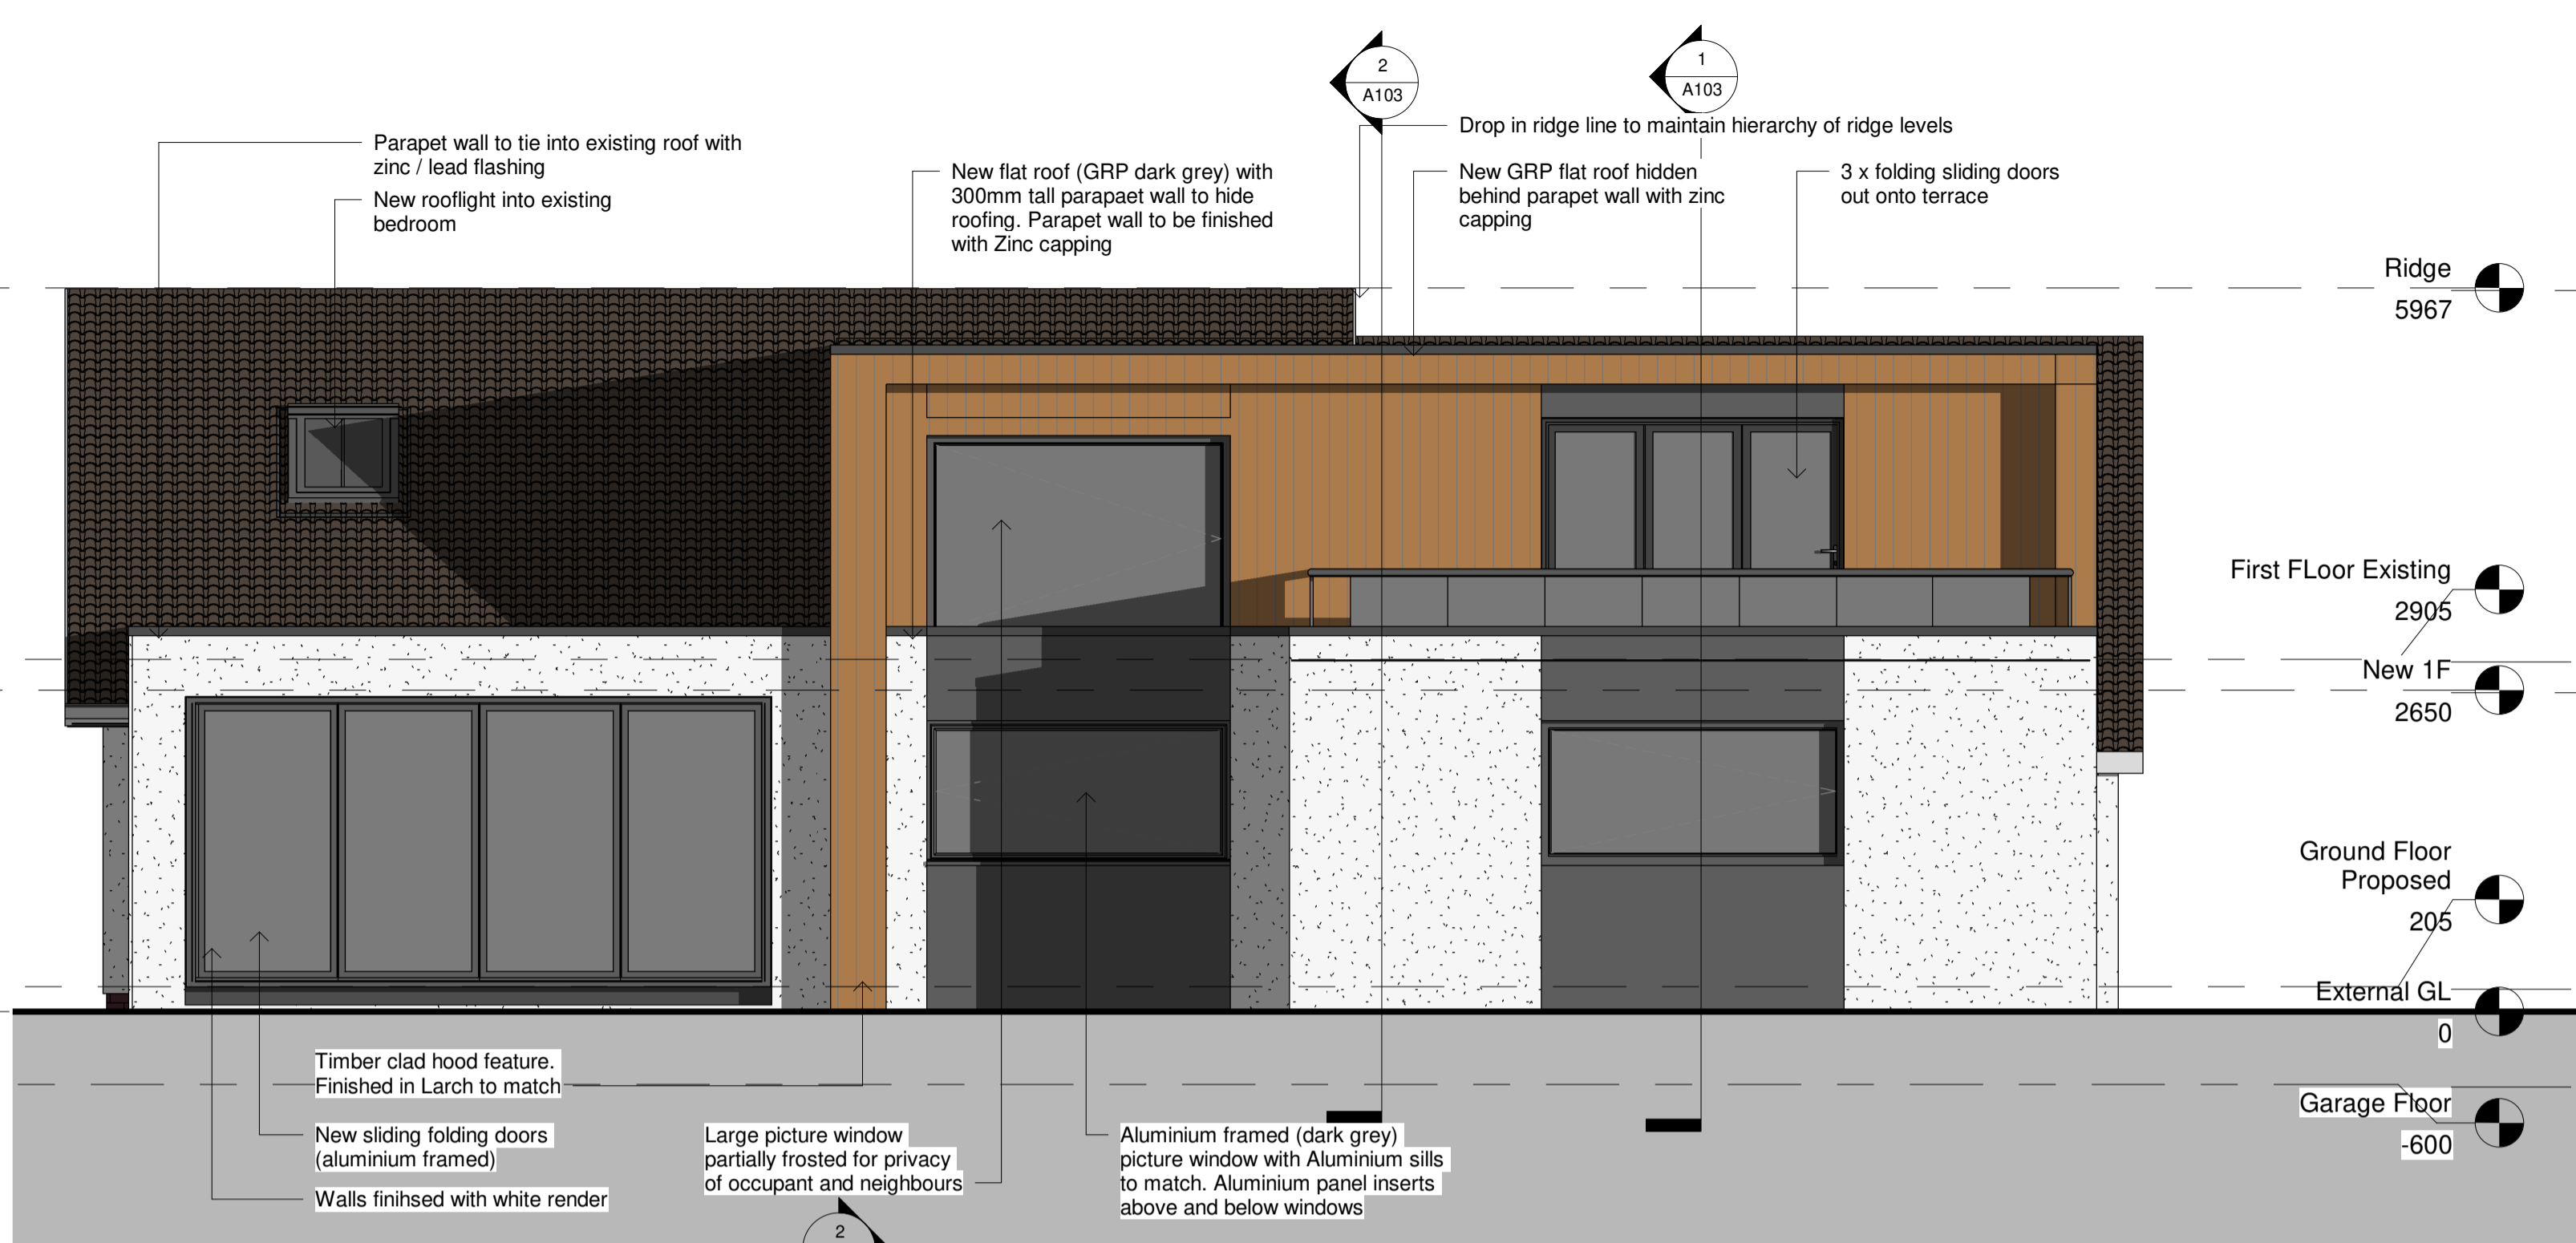 2
A103
1
A103
Drop in ridge line to maintain hierarchy of ridge levels
Parapet wall to tie into existing roof with
zinc / lead flashing
New rooflight into existing
bedroom
New flat roof (GRP dark grey) with
300mm tall parapaet wall to hide
roofing. Parapet wall to be finished
with Zinc capping
New GRP flat roof hidden
behind parapet wall with zinc
capping
3 x folding sliding doors
out onto terrace
Ridge
5967
First FLoor Existing
2905
New 1F
2650
Ground Floor
Proposed
205
External GL
0
Garage Floor
-600
Timber clad hood feature.
Finished in Larch to match
New sliding folding doors
(aluminium framed)
Walls finihsed with white render
Large picture window
partially frosted for privacy
of occupant and neighbours
Aluminium framed (dark grey)
picture window with Aluminium sills
to match. Aluminium panel inserts
above and below windows
2